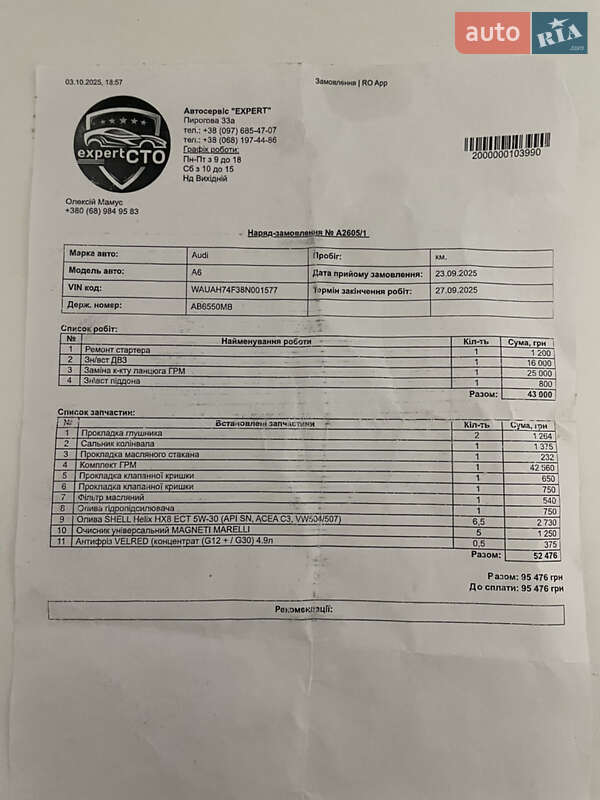 auto RIA .com
03.10.2025, 18:57
Замовлення | RO App
expert СТО
Автосервіс "EXPERT"
Пирогова 33а
тел.: +38 (097) 685-47-07
тел.: +38 (068) 197-44-86
Графік роботи:
Пн-Пт з 9 до 18
Сб з 10 до 15
Нд Вихідній
2000000103990
Олексій Мамус
+380 (68) 984 95 83
Наряд-замовлення № A2605/1
Марка авто: Audi Пробіг: км.
Модель авто: A6 Дата прийому замовлення: 23.09.2025
VIN код: WAUAH74F38N001577 Термін закінчення робіт: 27.09.2025
Держ. номер: AB6550MB
Список робіт:
№ Найменування роботи Кіл-ть Сума, грн
1 Ремонт стартера 1 1 200
2 Зн/вст ДВЗ 1 16 000
3 Заміна к-кту ланцюга ГРМ 1 25 000
4 Зн\вст піддона 1 800
Разом: 43 000
Список запчастин:
№ Встановлені запчастини Кіл-ть Сума, грн
1 Прокладка глушника 2 1 264
2 Сальник колінвала 1 1 375
3 Прокладка масляного стакана 1 232
4 Комплект ГРМ 1 42 560
5 Прокладка клапанної кришки 1 650
6 Прокладка клапанної кришки 1 750
7 Фільтр масляний 1 540
8 Олива гідропідсилювача 1 750
9 Олива SHELL Helix HX8 ECT 5W-30 (API SN, ACEA C3, VW504/507) 6,5 2 730
10 Очисник універсальний MAGNETI MARELLI 5 1 250
11 Антифріз VELRED (концентрат (G12 + / G30) 4.9л 0,5 375
Разом: 52 476
Разом: 95 476 грн
До сплати: 95 476 грн
Рекомендації: